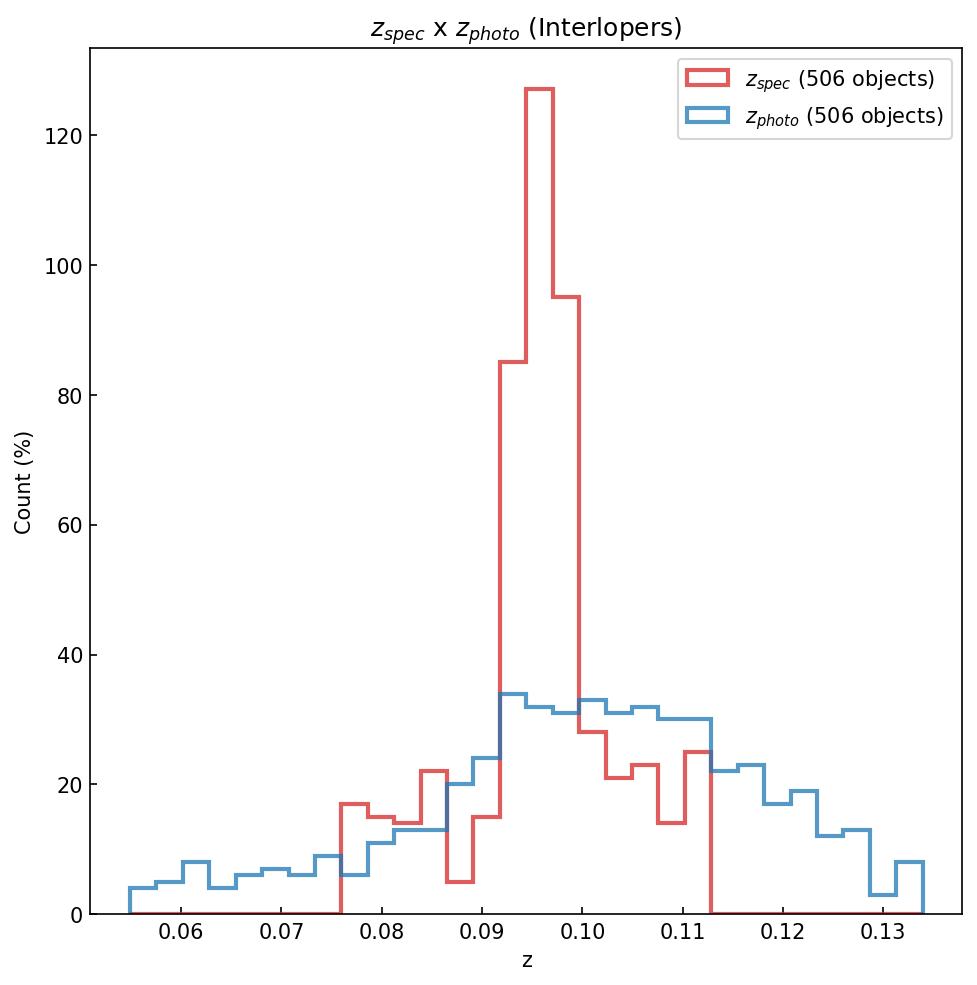 z_spec x z_photo (Interlopers)
z_spec (506 objects)
z_photo (506 objects)
Count (%)
120
100
80
60
40
20
0
0.06 0.07 0.08 0.09 0.10 0.11 0.12 0.13
z